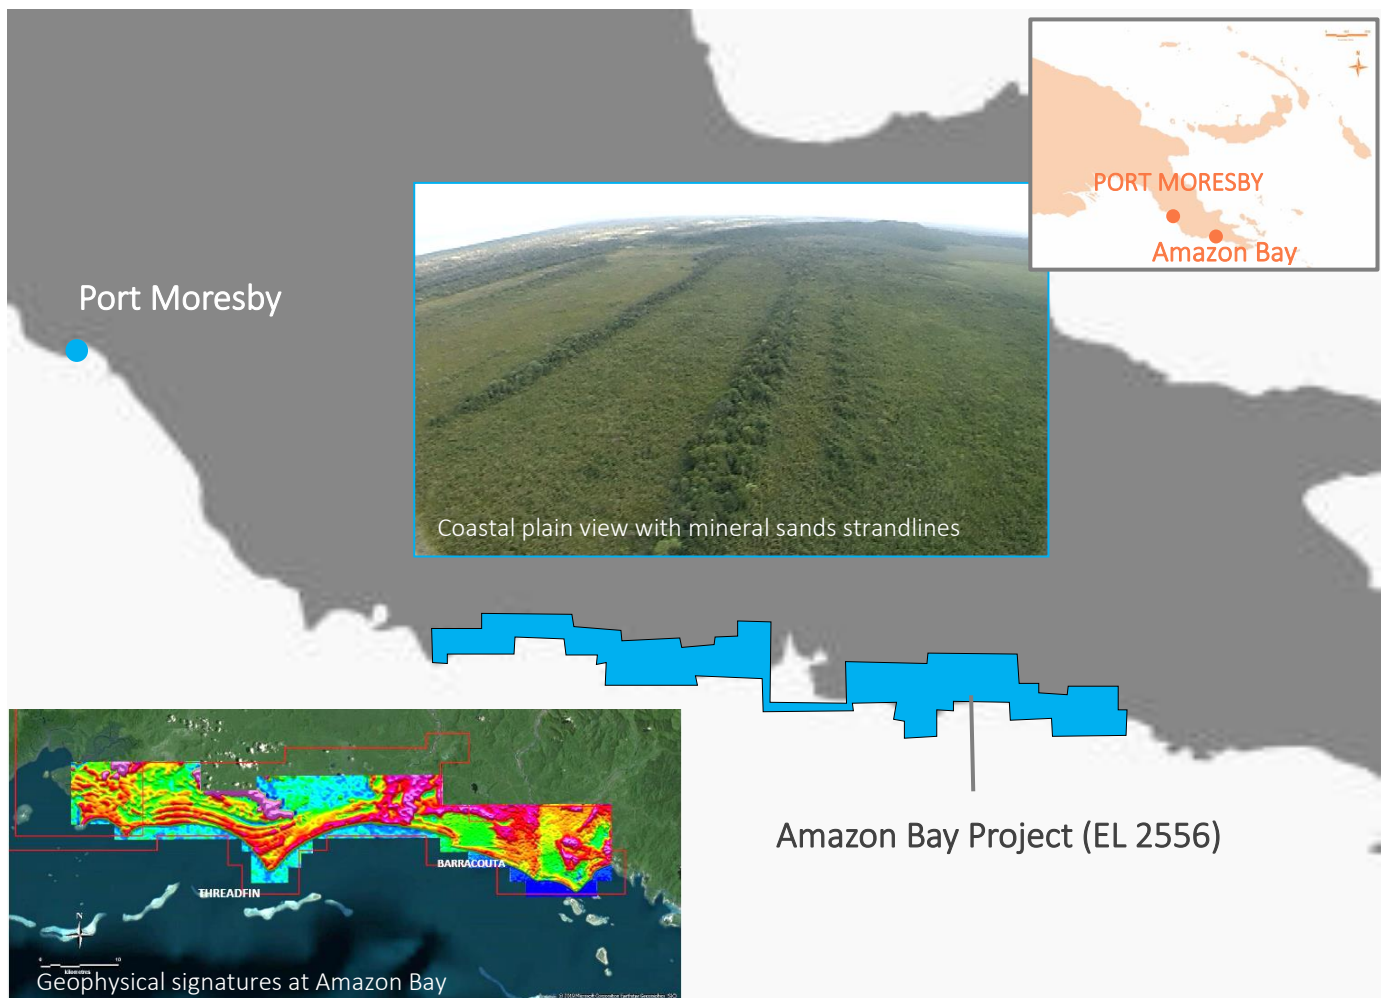 PORT MORESBY
Amazon Bay
Port Moresby
Coastal plain view with mineral sands strandlines
Amazon Bay Project (EL 2556)
BARRACOUTA
THREADFIN
N
Kilometres
Geophysical signatures at Amazon Bay